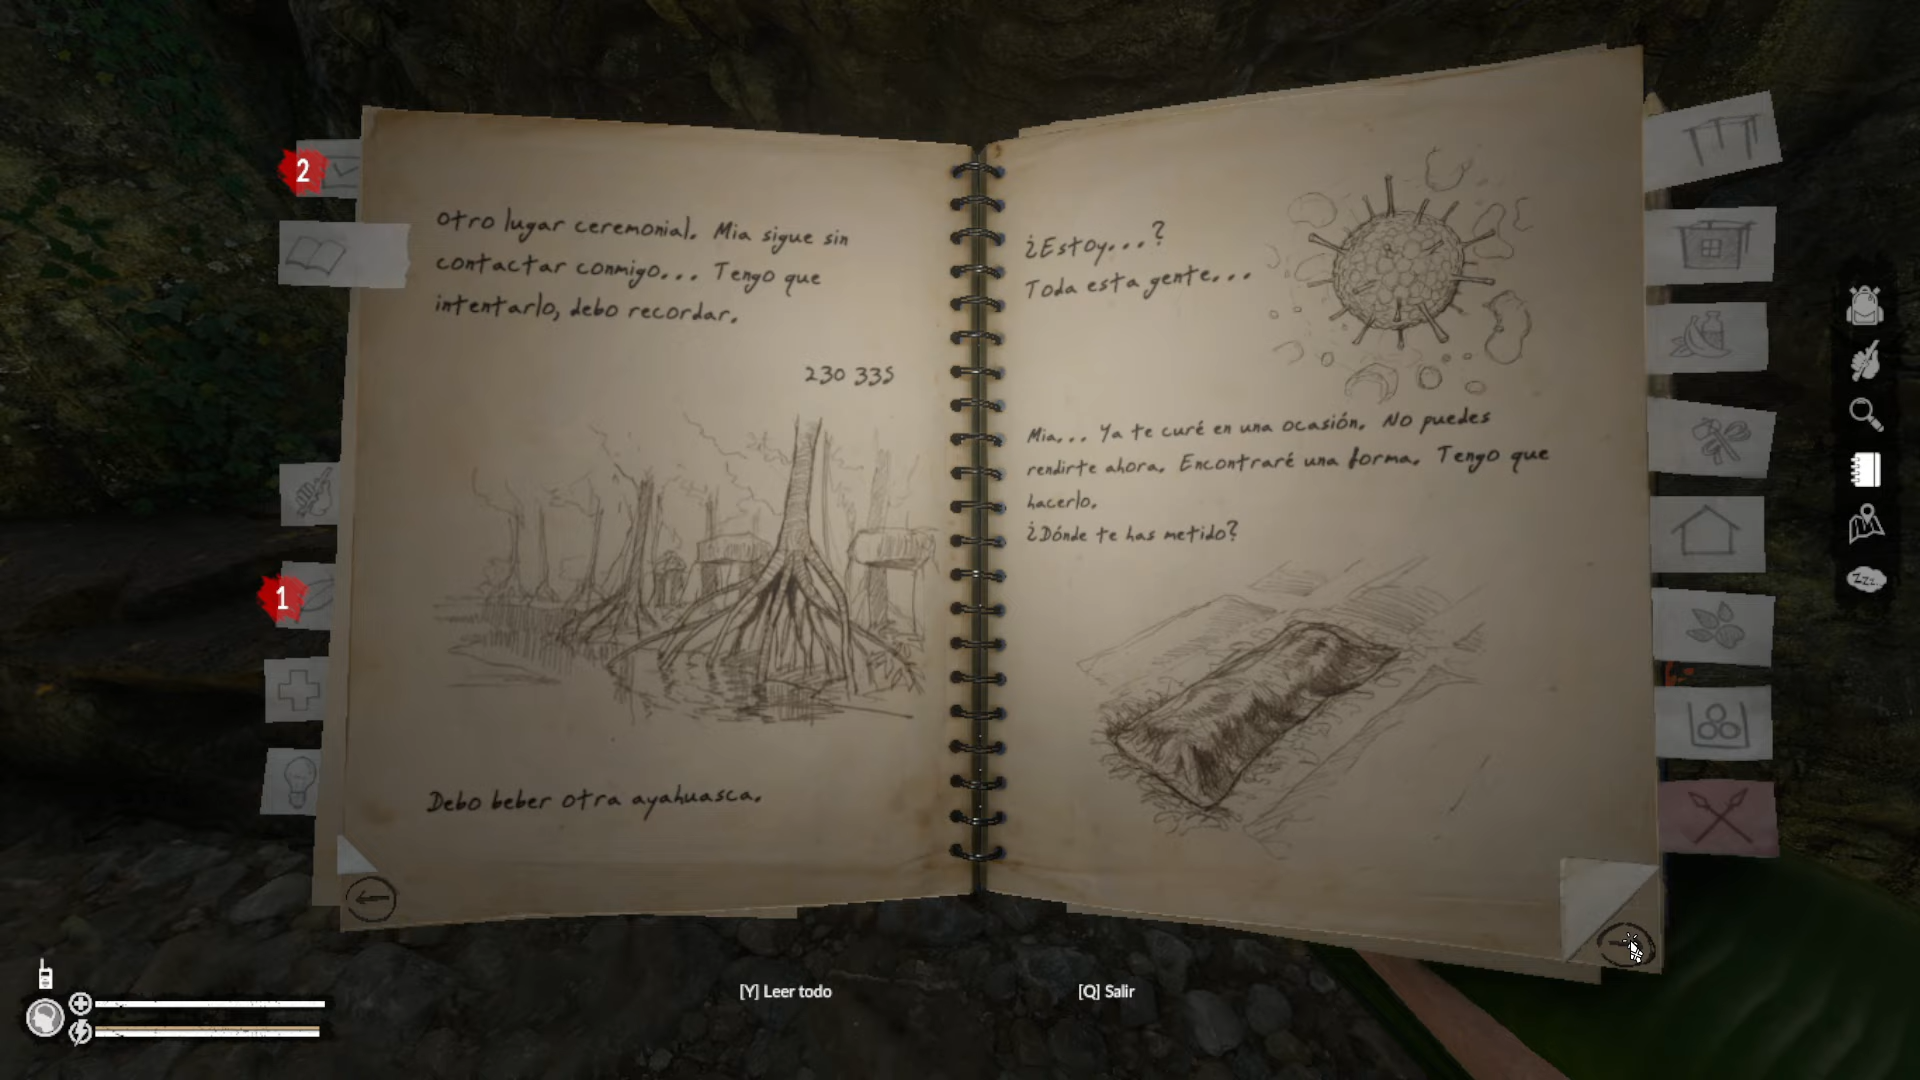 2
otro lugar ceremonial. Mia sigue sin
contactar conmigo... Tengo que
intentarlo, debo recordar.
230 335
Debo beber otra ayahuasca.
1
¿Estoy...?
Toda esta gente...
Mia... Ya te curé en una ocasión. No puedes
rendirte ahora. Encontraré una forma. Tengo que
hacerlo.
¿Dónde te has metido?
Zzz..
[Y] Leer todo
[Q] Salir